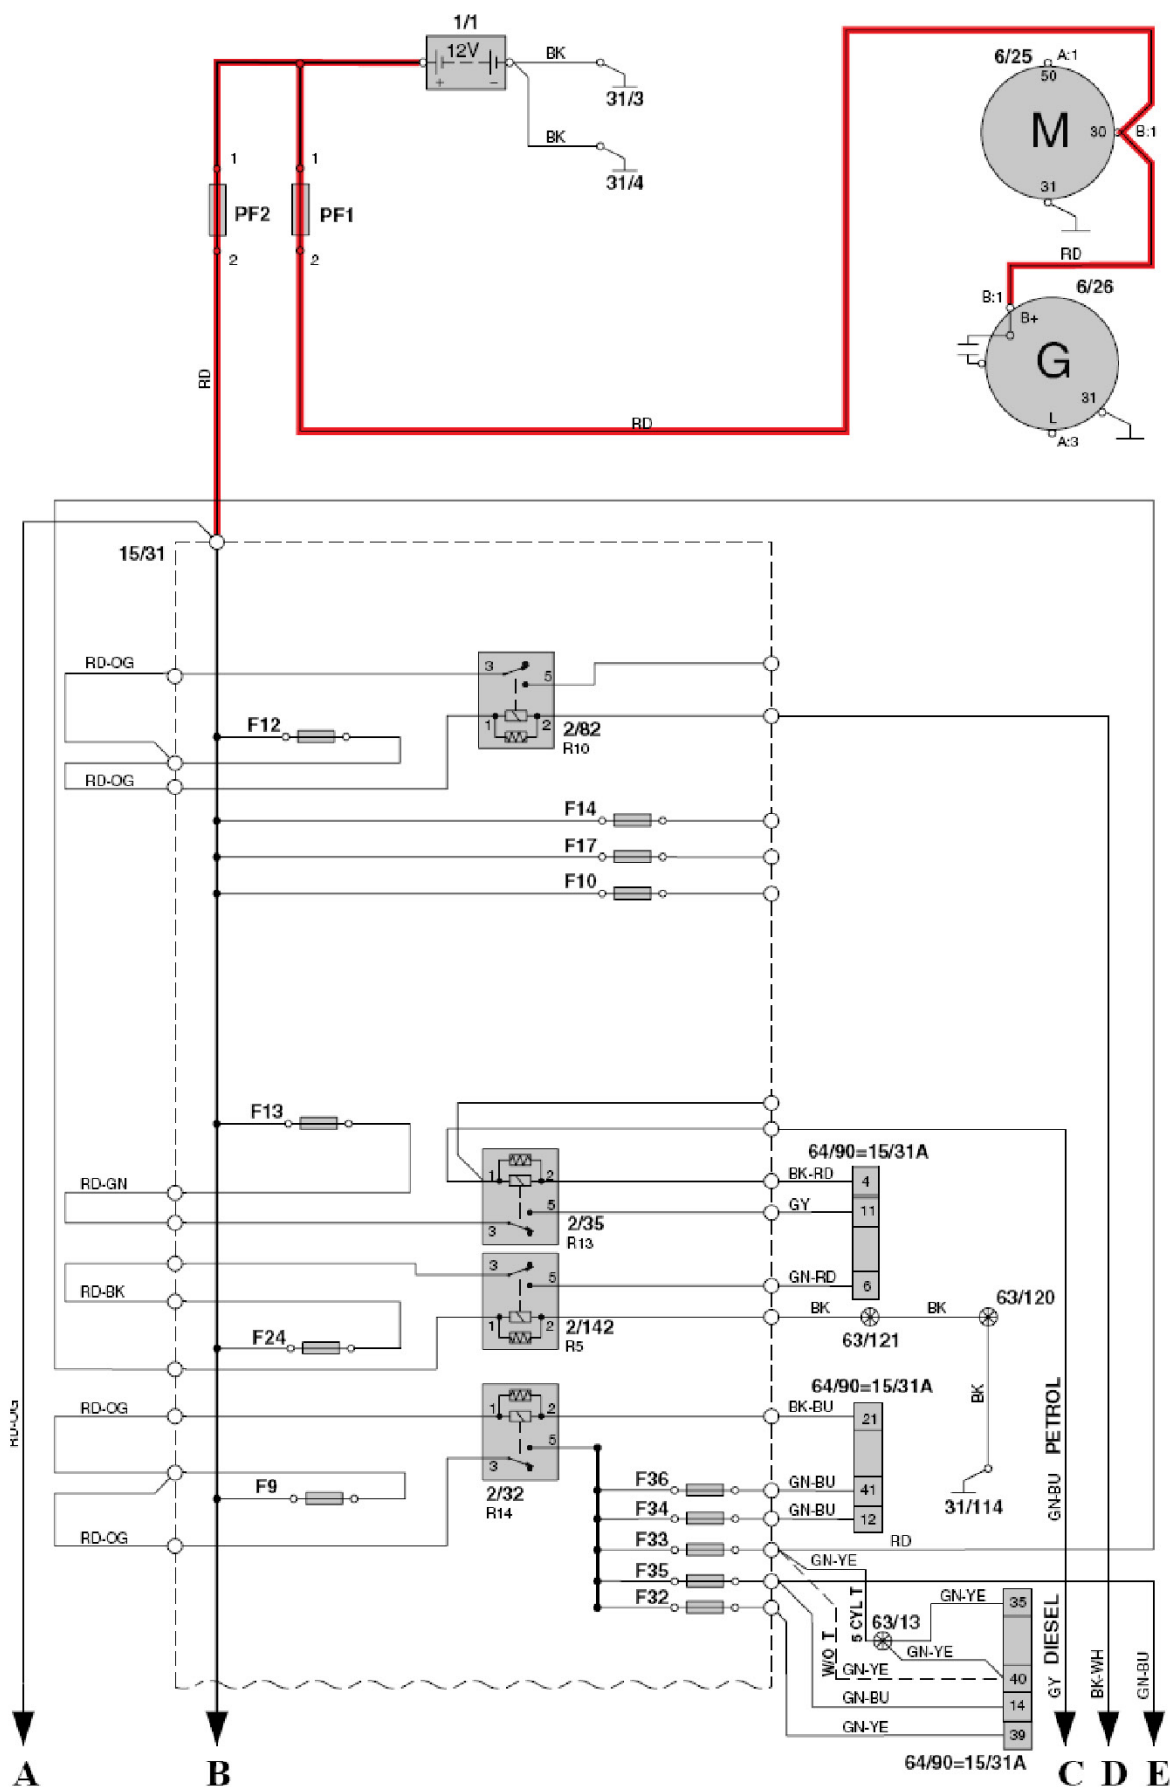 1/1
12V
+ −
BK
31/3
BK
31/4
6/25
A:1
50
M
30
B:1
31
RD
6/26
B:1
B+
G
31
L
A:3
1
1
PF2
PF1
2
2
RD
RD
15/31
RD-OG
3
5
1
2
2/82
R10
F12
RD-OG
F14
F17
F10
F13
64/90=15/31A
1
2
BK-RD
4
RD-GN
5
GY
11
3
2/35
R13
3
5
GN-RD
6
RD-BK
1
2
BK
BK
63/120
2/142
R5
63/121
F24
64/90=15/31A
BK
PETROL
RD-OG
RD-OG
1
2
BK-BU
21
5
3
F9
2/32
R14
F36
GN-BU
41
31/114
GN-BU
F34
GN-BU
12
RD-OG
F33
RD
GN-YE
F35
F32
5 CYL T
GN-YE
35
63/13
W/O T
GN-YE
GN-YE
40
GN-BU
14
GN-YE
39
DIESEL
GY
BK-WH
GN-BU
64/90=15/31A
A
B
C
D
E